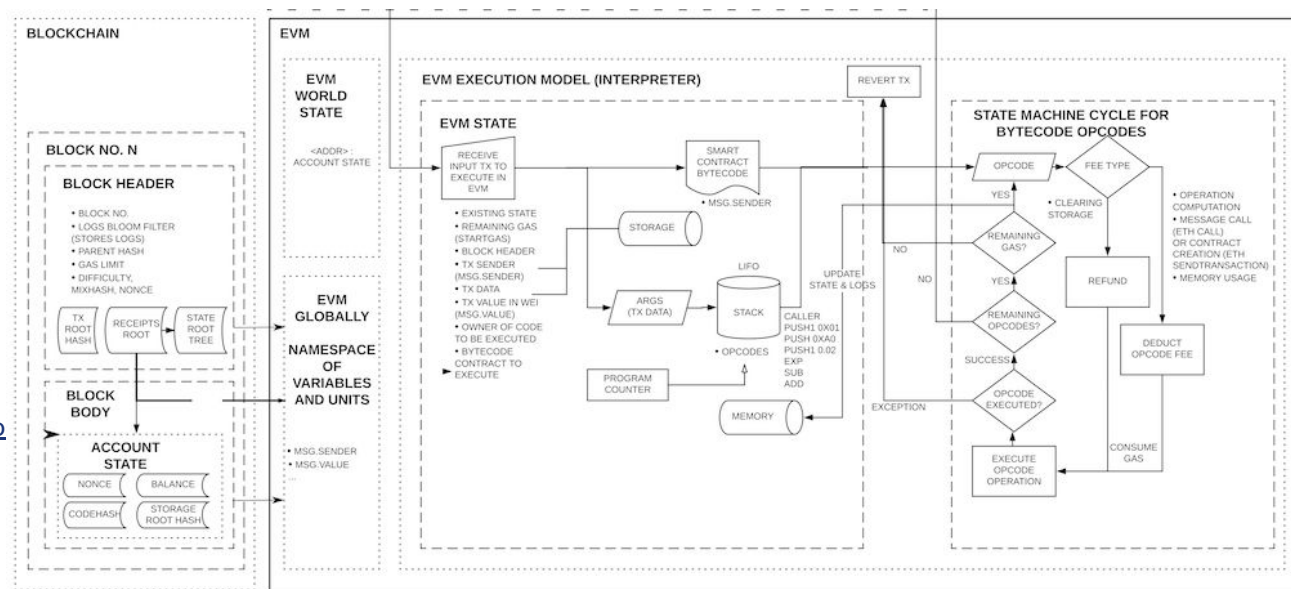 BLOCKCHAIN
BLOCK NO. N
BLOCK HEADER
• BLOCK NO.
• LOGS BLOOM FILTER
(STORES LOGS)
• PARENT HASH
• GAS LIMIT
• DIFFICULTY,
MIXHASH, NONCE
TX
ROOT
HASH
RECEIPTS
ROOT
STATE
ROOT
TREE
BLOCK
BODY
ACCOUNT
STATE
NONCE
BALANCE
CODEHASH
STORAGE
ROOT HASH
EVM
EVM
WORLD
STATE
<ADDR> :
ACCOUNT STATE
EVM
GLOBALLY
NAMESPACE
OF
VARIABLES
AND UNITS
• MSG.SENDER
• MSG.VALUE
...
EVM EXECUTION MODEL (INTERPRETER)
EVM STATE
RECEIVE
INPUT TX TO
EXECUTE IN
EVM
• EXISTING STATE
• REMAINING GAS
(STARTGAS)
• BLOCK HEADER
• TX SENDER
(MSG.SENDER)
• TX DATA
• TX VALUE IN WEI
(MSG.VALUE)
• OWNER OF CODE
TO BE EXECUTED
• BYTECODE
CONTRACT TO
EXECUTE
SMART
CONTRACT
BYTECODE
• MSG.SENDER
STORAGE
ARGS
(TX DATA)
LIFO
STACK
• OPCODES
PROGRAM
COUNTER
MEMORY
UPDATE
STATE & LOGS
CALLER
PUSH1 0X01
PUSH 0XA0
PUSH1 0.02
EXP
SUB
ADD
REVERT TX
NO
NO
EXCEPTION
STATE MACHINE CYCLE FOR
BYTECODE OPCODES
OPCODE
FEE TYPE
YES
• CLEARING
STORAGE
• OPERATION
COMPUTATION
• MESSAGE CALL
(ETH CALL)
OR CONTRACT
CREATION (ETH
SENDTRANSACTION)
• MEMORY USAGE
REMAINING
GAS?
REFUND
YES
REMAINING
OPCODES?
DEDUCT
OPCODE FEE
SUCCESS
OPCODE
EXECUTED?
CONSUME
GAS
EXECUTE
OPCODE
OPERATION